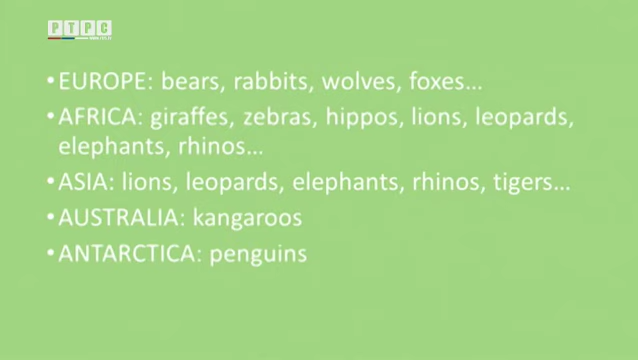 PTPC
• EUROPE: bears, rabbits, wolves, foxes...
• AFRICA: giraffes, zebras, hippos, lions, leopards,
elephants, rhinos...
• ASIA: lions, leopards, elephants, rhinos, tigers...
• AUSTRALIA: kangaroos
• ANTARCTICA: penguins